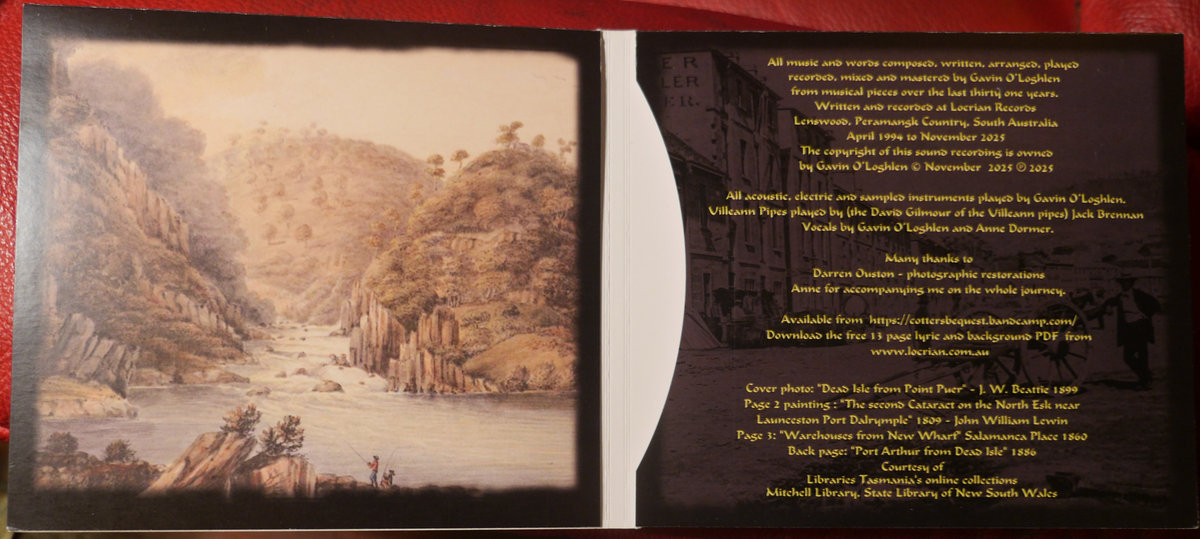 E R
LER
ER.
All music and words composed, written, arranged, played
recorded, mixed and mastered by Gavin O'Loghlen
from musical pieces over the last thirty one years.
Written and recorded at Locrian Records
Lenswood, Peramangk Country, South Australia
April 1994 to November 2025
The copyright of this sound recording is owned
by Gavin O'Loghlen © November 2025 ℗ 2025
All acoustic, electric and sampled instruments played by Gavin O'Loghlen.
Uilleann Pipes played by (the David Gilmour of the Uilleann pipes) Jack Brennan
Vocals by Gavin O'Loghlen and Anne Dormer.
Many thanks to
Darren Ouston - photographic restorations
Anne for accompanying me on the whole journey.
Available from https://cottersbequest.bandcamp.com/
Download the free 13 page lyric and background PDF from
www.locrian.com.au
Cover photo: "Dead Isle from Point Puer" - J. W. Beattie 1899
Page 2 painting : "The second Cataract on the North Esk near
Launceston Port Dalrymple" 1809 - John William Lewin
Page 3: "Warehouses from New Wharf" Salamanca Place 1860
Back page: "Port Arthur from Dead Isle" 1886
Courtesy of
Libraries Tasmania's online collections
Mitchell Library, State Library of New South Wales